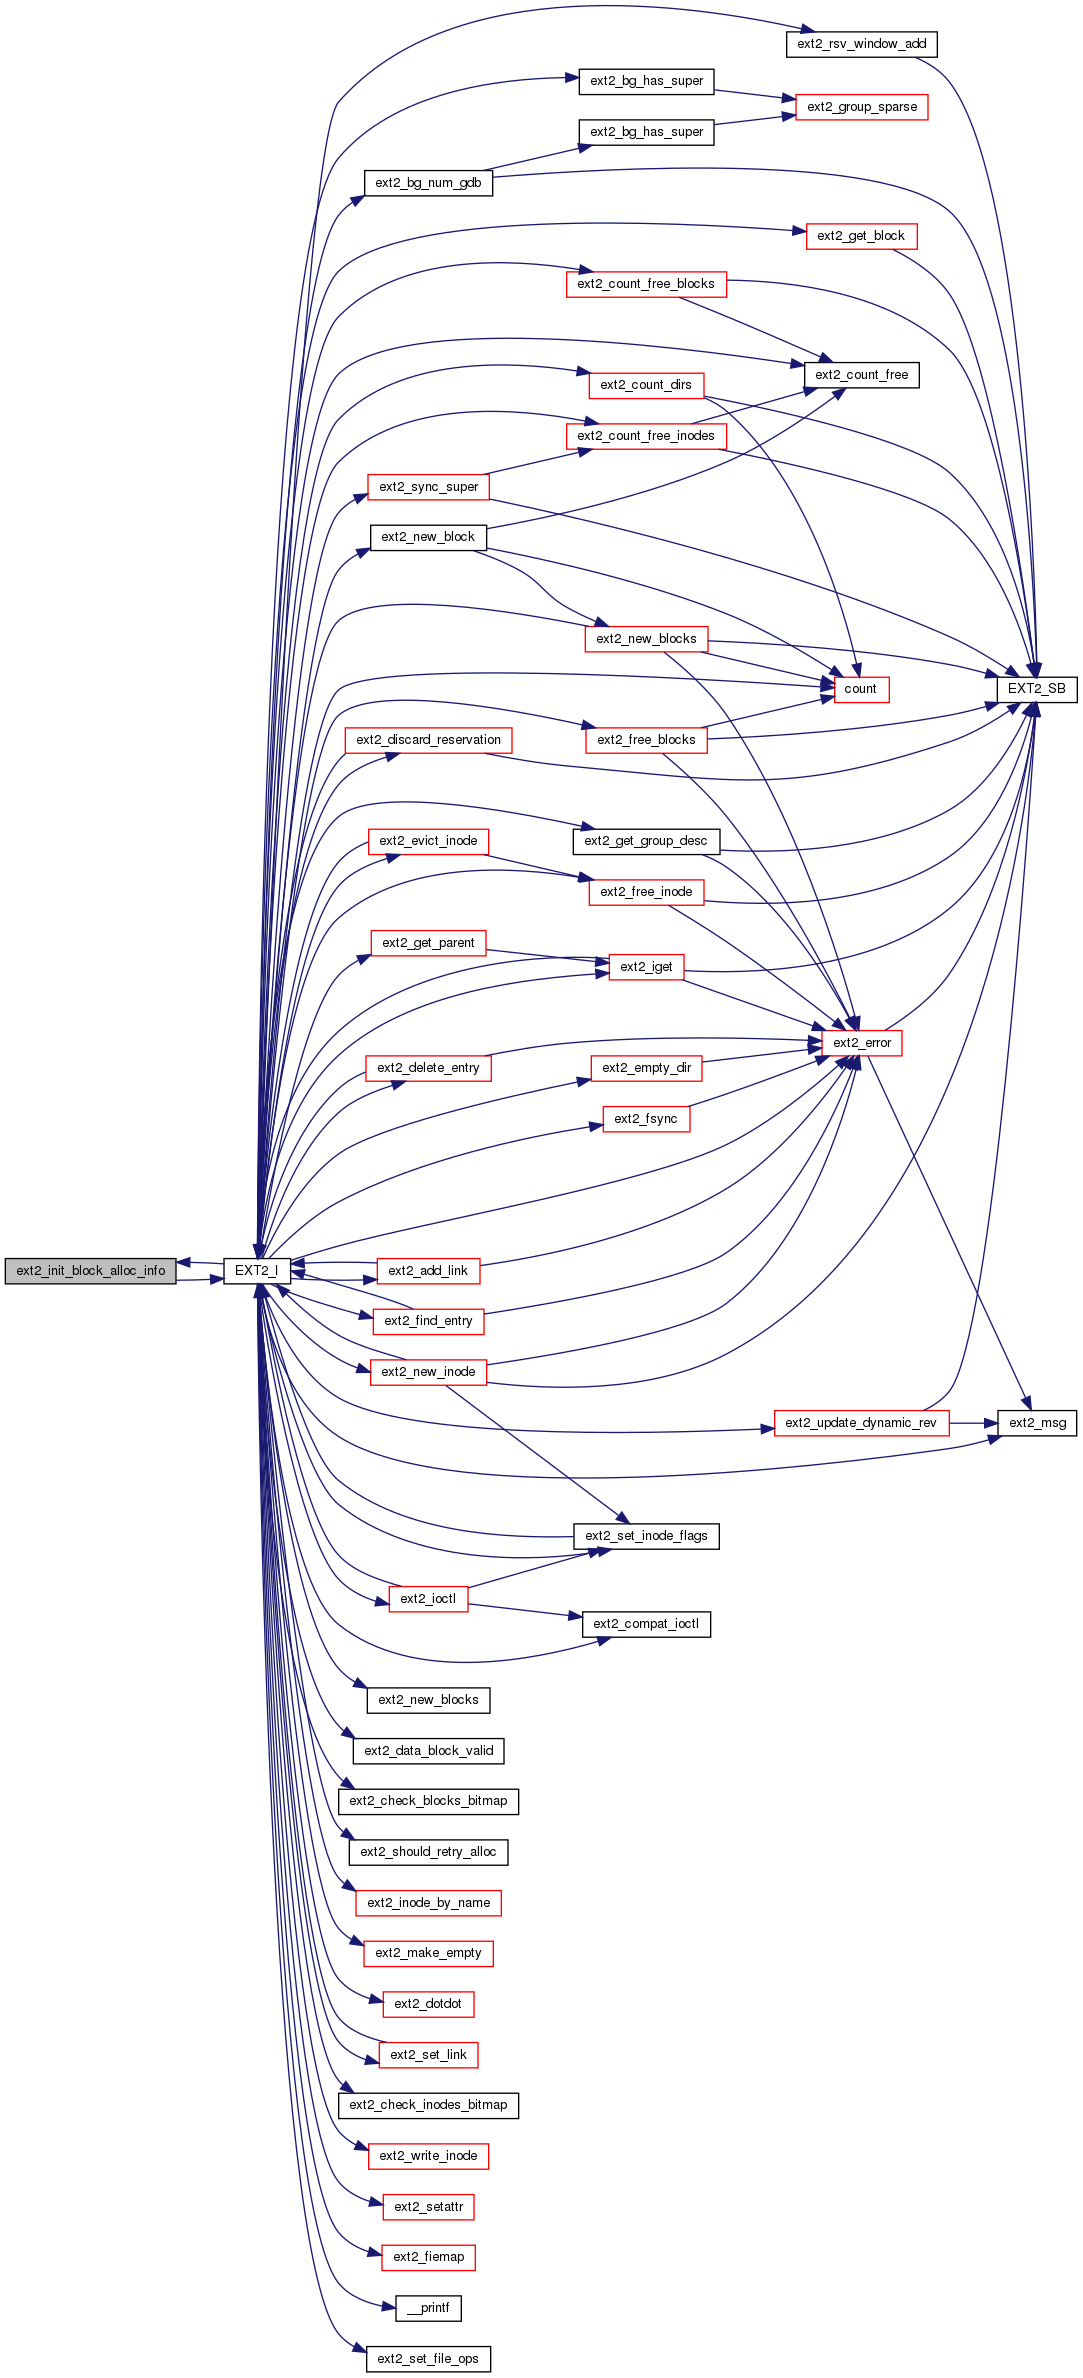 ext2_rsv_window_add
ext2_bg_has_super
ext2_group_sparse
ext2_bg_has_super
ext2_bg_num_gdb
ext2_get_block
ext2_count_free_blocks
ext2_count_free
ext2_count_dirs
ext2_count_free_inodes
ext2_sync_super
ext2_new_block
ext2_new_blocks
count
EXT2_SB
ext2_discard_reservation
ext2_free_blocks
ext2_evict_inode
ext2_get_group_desc
ext2_free_inode
ext2_get_parent
ext2_iget
ext2_error
ext2_delete_entry
ext2_empty_dir
ext2_fsync
ext2_init_block_alloc_info
EXT2_I
ext2_add_link
ext2_find_entry
ext2_new_inode
ext2_update_dynamic_rev
ext2_msg
ext2_set_inode_flags
ext2_ioctl
ext2_compat_ioctl
ext2_new_blocks
ext2_data_block_valid
ext2_check_blocks_bitmap
ext2_should_retry_alloc
ext2_inode_by_name
ext2_make_empty
ext2_dotdot
ext2_set_link
ext2_check_inodes_bitmap
ext2_write_inode
ext2_setattr
ext2_fiemap
__printf
ext2_set_file_ops